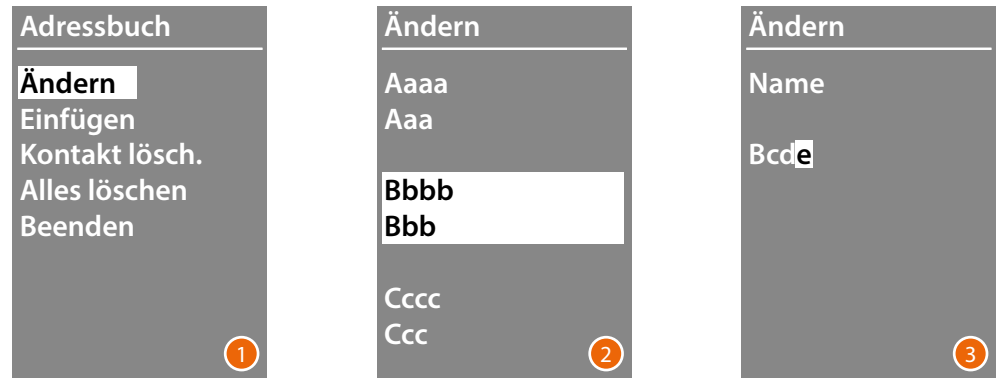 Adressbuch
Ändern
Einfügen
Kontakt lösch.
Alles löschen
Beenden
1
Ändern
Aaaa
Aaa
Bbbb
Bbb
Cccc
Ccc
2
Ändern
Name
Bcde
3